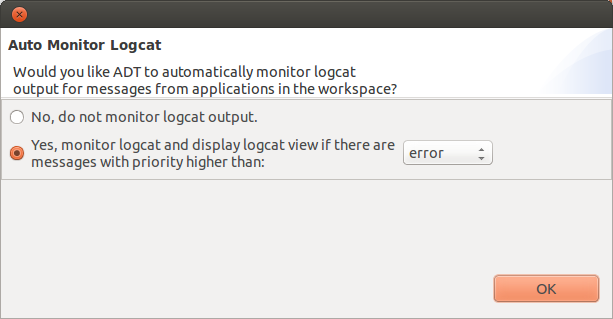 Auto Monitor Logcat
Would you like ADT to automatically monitor logcat
output for messages from applications in the workspace?
No, do not monitor logcat output.
Yes, monitor logcat and display logcat view if there are
messages with priority higher than:
error
OK